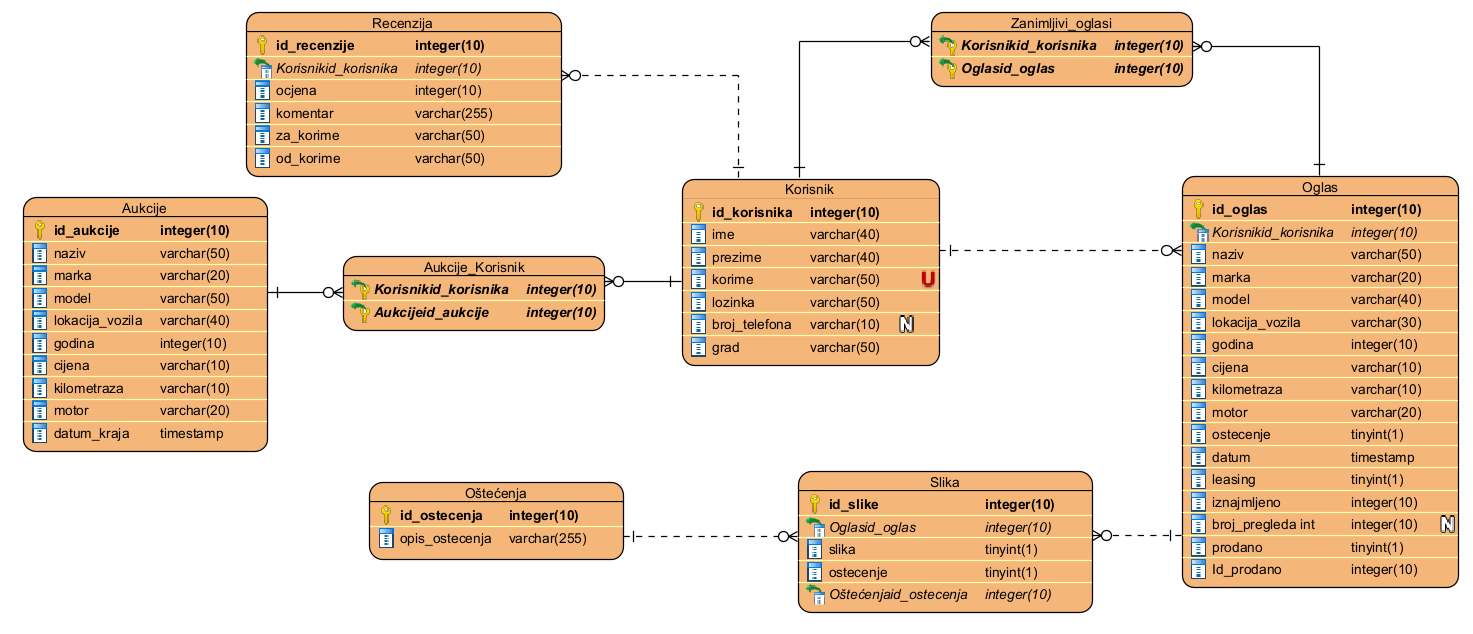 Recenzija
id_recenzije integer(10)
Korisnikid_korisnika integer(10)
ocjena integer(10)
komentar varchar(255)
za_korime varchar(50)
od_korime varchar(50)
Zanimljivi_oglasi
Korisnikid_korisnika integer(10)
Oglasid_oglas integer(10)
Aukcije
id_aukcije integer(10)
naziv varchar(50)
marka varchar(20)
model varchar(50)
lokacija_vozila varchar(40)
godina integer(10)
cijena varchar(10)
kilometraza varchar(10)
motor varchar(20)
datum_kraja timestamp
Aukcije_Korisnik
Korisnikid_korisnika integer(10)
Aukcijeid_aukcije integer(10)
Korisnik
id_korisnika integer(10)
ime varchar(40)
prezime varchar(40)
korime varchar(50) U
lozinka varchar(50)
broj_telefona varchar(10) N
grad varchar(50)
Oglas
id_oglas integer(10)
Korisnikid_korisnika integer(10)
naziv varchar(50)
marka varchar(20)
model varchar(40)
lokacija_vozila varchar(30)
godina integer(10)
cijena varchar(10)
kilometraza varchar(10)
motor varchar(20)
ostecenje tinyint(1)
datum timestamp
leasing tinyint(1)
iznajmljeno integer(10)
broj_pregleda int integer(10) N
prodano tinyint(1)
Id_prodano integer(10)
Oštećenja
id_ostecenja integer(10)
opis_ostecenja varchar(255)
Slika
id_slike integer(10)
Oglasid_oglas integer(10)
slika tinyint(1)
ostecenje tinyint(1)
Oštećenjaid_ostecenja integer(10)